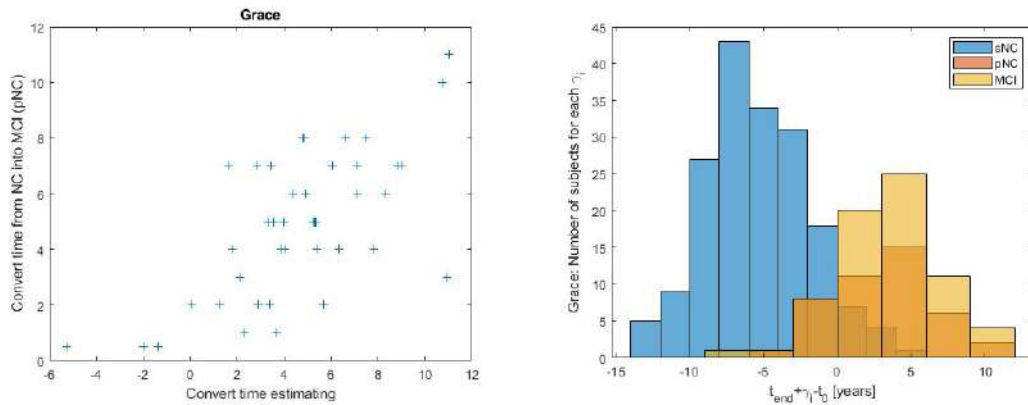 Grace
12
10
8
6
4
2
0
Convert time from NC into MCI (pNC)
-6 -4 -2 0 2 4 6 8 10 12
Convert time estimating
45
40
35
30
25
20
15
10
5
0
Grace: Number of subjects for each γi
sNC
pNC
MCI
-15 -10 -5 0 5 10
tend+γi-t0 [years]